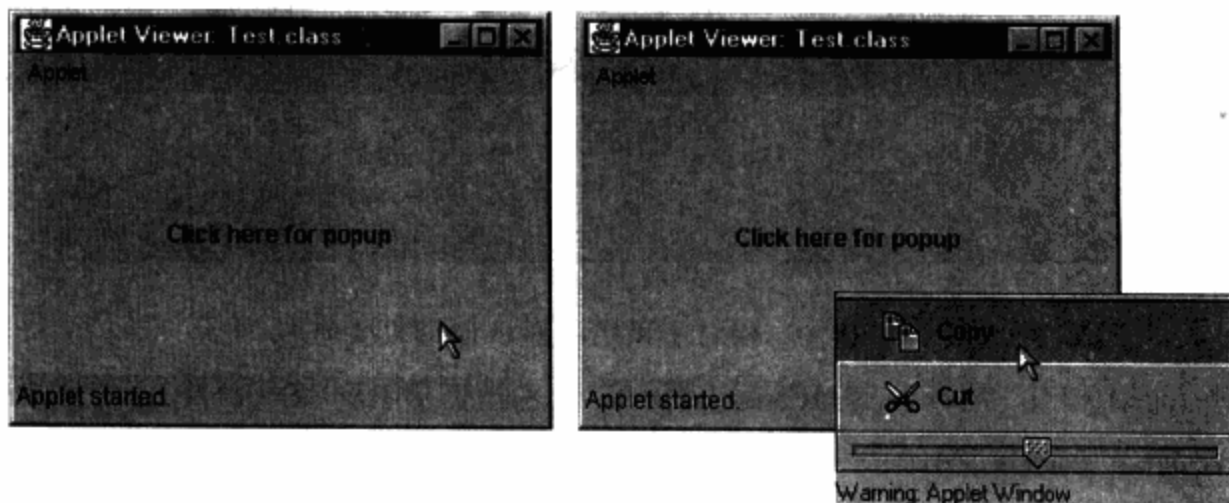 Applet Viewer: Test.class
Applet
Click here for popup
Applet started.
Applet Viewer: Test.class
Applet
Click here for popup
Applet started.
Copy
Cut
Warning: Applet Window